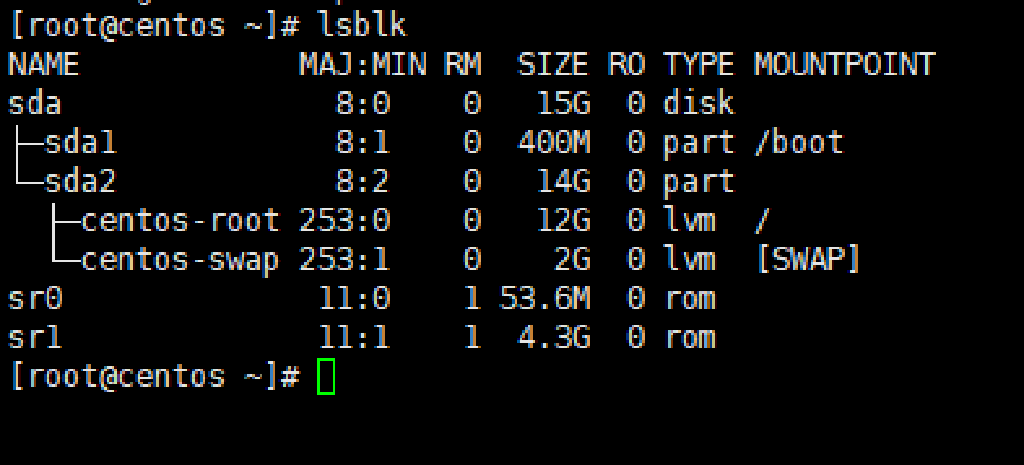 [root@centos ~]# lsblk
NAME            MAJ:MIN RM  SIZE RO TYPE MOUNTPOINT
sda               8:0    0   15G  0 disk
├─sda1            8:1    0  400M  0 part /boot
└─sda2            8:2    0   14G  0 part
  ├─centos-root 253:0    0   12G  0 lvm  /
  └─centos-swap 253:1    0    2G  0 lvm  [SWAP]
sr0              11:0    1 53.6M  0 rom
sr1              11:1    1  4.3G  0 rom
[root@centos ~]#